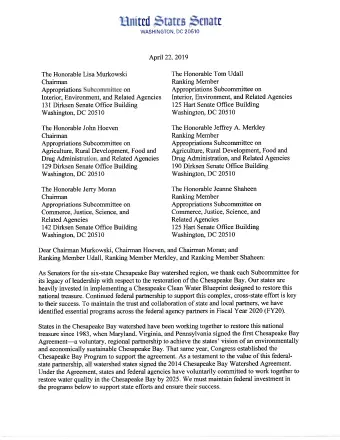 United States Senate
WASHINGTON, DC 20510
April 22, 2019
The Honorable Lisa Murkowski
Chairman
Appropriations Subcommittee on
Interior, Environment, and Related Agencies
131 Dirksen Senate Office Building
Washington, DC 20510
The Honorable Tom Udall
Ranking Member
Appropriations Subcommittee on
Interior, Environment, and Related Agencies
125 Hart Senate Office Building
Washington, DC 20510
The Honorable John Hoeven
Chairman
Appropriations Subcommittee on
Agriculture, Rural Development, Food and
Drug Administration, and Related Agencies
129 Dirksen Senate Office Building
Washington, DC 20510
The Honorable Jeffrey A. Merkley
Ranking Member
Appropriations Subcommittee on
Agriculture, Rural Development, Food and
Drug Administration, and Related Agencies
190 Dirksen Senate Office Building
Washington, DC 20510
The Honorable Jerry Moran
Chairman
Appropriations Subcommittee on
Commerce, Justice, Science, and
Related Agencies
142 Dirksen Senate Office Building
Washington, DC 20510
The Honorable Jeanne Shaheen
Ranking Member
Appropriations Subcommittee on
Commerce, Justice, Science, and
Related Agencies
125 Hart Senate Office Building
Washington, DC 20510
Dear Chairman Murkowski, Chairman Hoeven, and Chairman Moran; and
Ranking Member Udall, Ranking Member Merkley, and Ranking Member Shaheen:
As Senators for the six-state Chesapeake Bay watershed region, we thank each Subcommittee for
its legacy of leadership with respect to the restoration of the Chesapeake Bay. Our states are
heavily invested in implementing a Chesapeake Clean Water Blueprint designed to restore this
national treasure. Continued federal partnership to support this complex, cross-state effort is key
to their success. To maintain the trust and collaboration of state and local partners, we have
identified essential programs across the federal agency partners in Fiscal Year 2020 (FY20).
States in the Chesapeake Bay watershed have been working together to restore this national
treasure since 1983, when Maryland, Virginia, and Pennsylvania signed the first Chesapeake Bay
Agreement—a voluntary, regional partnership to achieve the states' vision of an environmentally
and economically sustainable Chesapeake Bay. That same year, Congress established the
Chesapeake Bay Program to support the agreement. As a testament to the value of this federal-
state partnership, all watershed states signed the 2014 Chesapeake Bay Watershed Agreement.
Under the Agreement, states and federal agencies have voluntarily committed to work together to
restore water quality in the Chesapeake Bay by 2025. We must maintain federal investment in
the programs below to support state efforts and ensure their success.